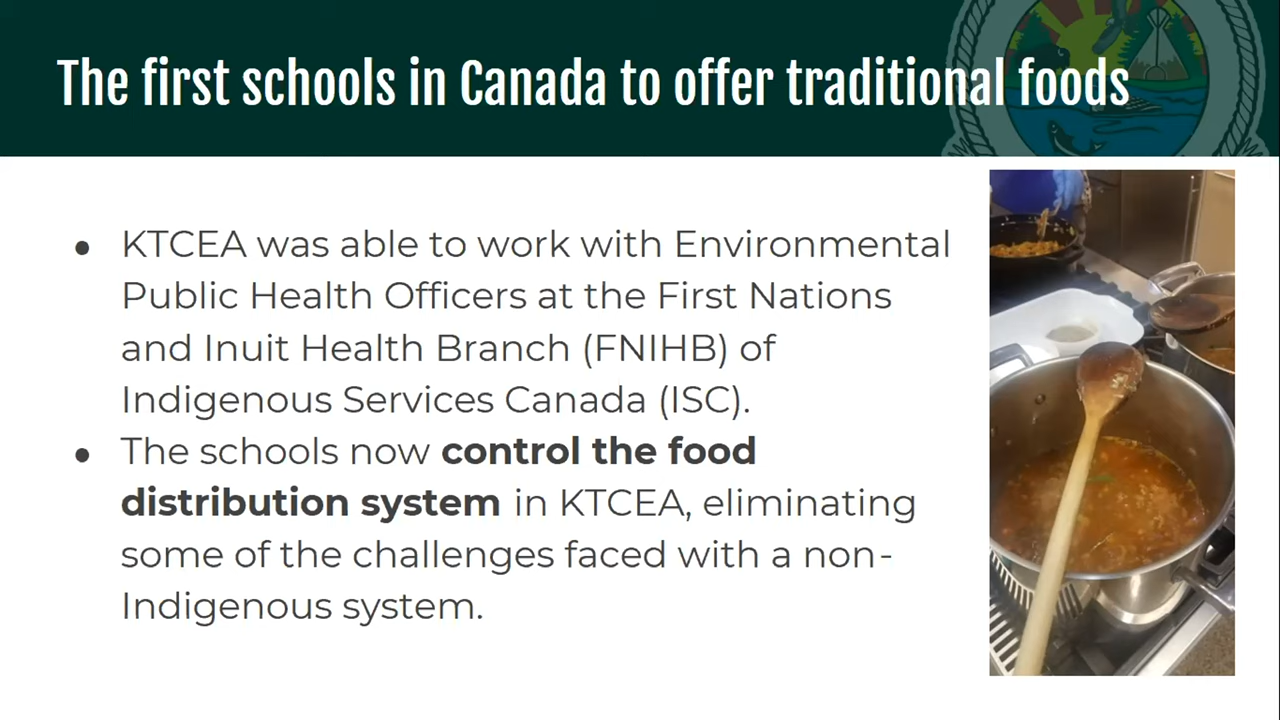 The first schools in Canada to offer traditional foods
● KTCEA was able to work with Environmental
Public Health Officers at the First Nations
and Inuit Health Branch (FNIHB) of
Indigenous Services Canada (ISC).
● The schools now control the food
distribution system in KTCEA, eliminating
some of the challenges faced with a non-
Indigenous system.